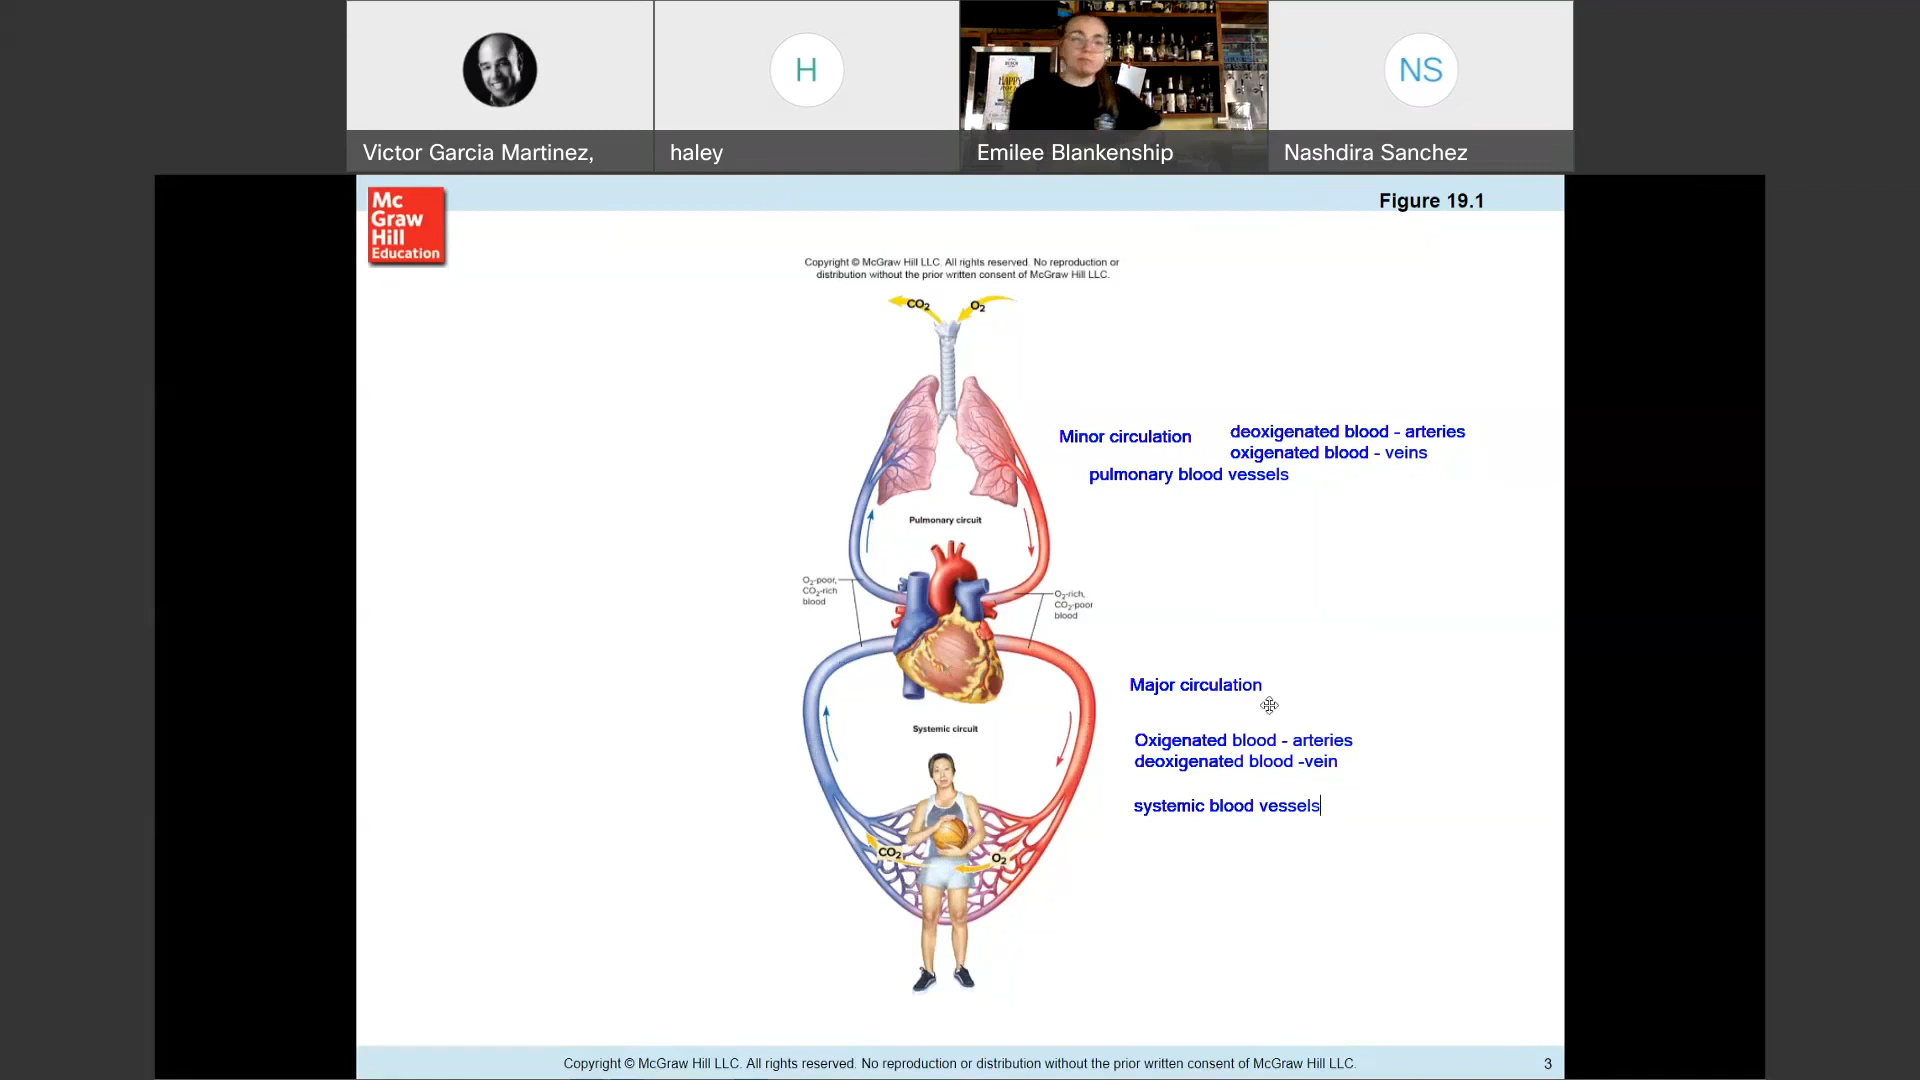 H
NS
HAPPY
Victor Garcia Martinez,
haley
Emilee Blankenship
Nashdira Sanchez
Mc
Graw
Hill
Education
Figure 19.1
Copyright © McGraw Hill LLC. All rights reserved. No reproduction or
distribution without the prior written consent of McGraw Hill LLC.
CO2
O2
Minor circulation
deoxigenated blood - arteries
oxigenated blood - veins
pulmonary blood vessels
Pulmonary circuit
O2-poor,
CO2-rich
blood
O2-rich,
CO2-poor
blood
Major circulation
Systemic circuit
Oxigenated blood - arteries
deoxigenated blood -vein
systemic blood vessels
CO2
O2
Copyright © McGraw Hill LLC. All rights reserved. No reproduction or distribution without the prior written consent of McGraw Hill LLC.
3